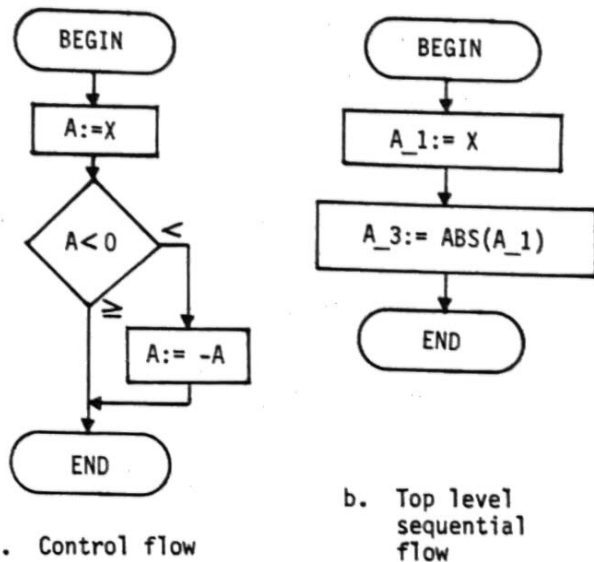 BEGIN
A:=X
A<0
<
≥
A:= -A
END
. Control flow
BEGIN
A_1:= X
A_3:= ABS(A_1)
END
b. Top level
sequential
flow